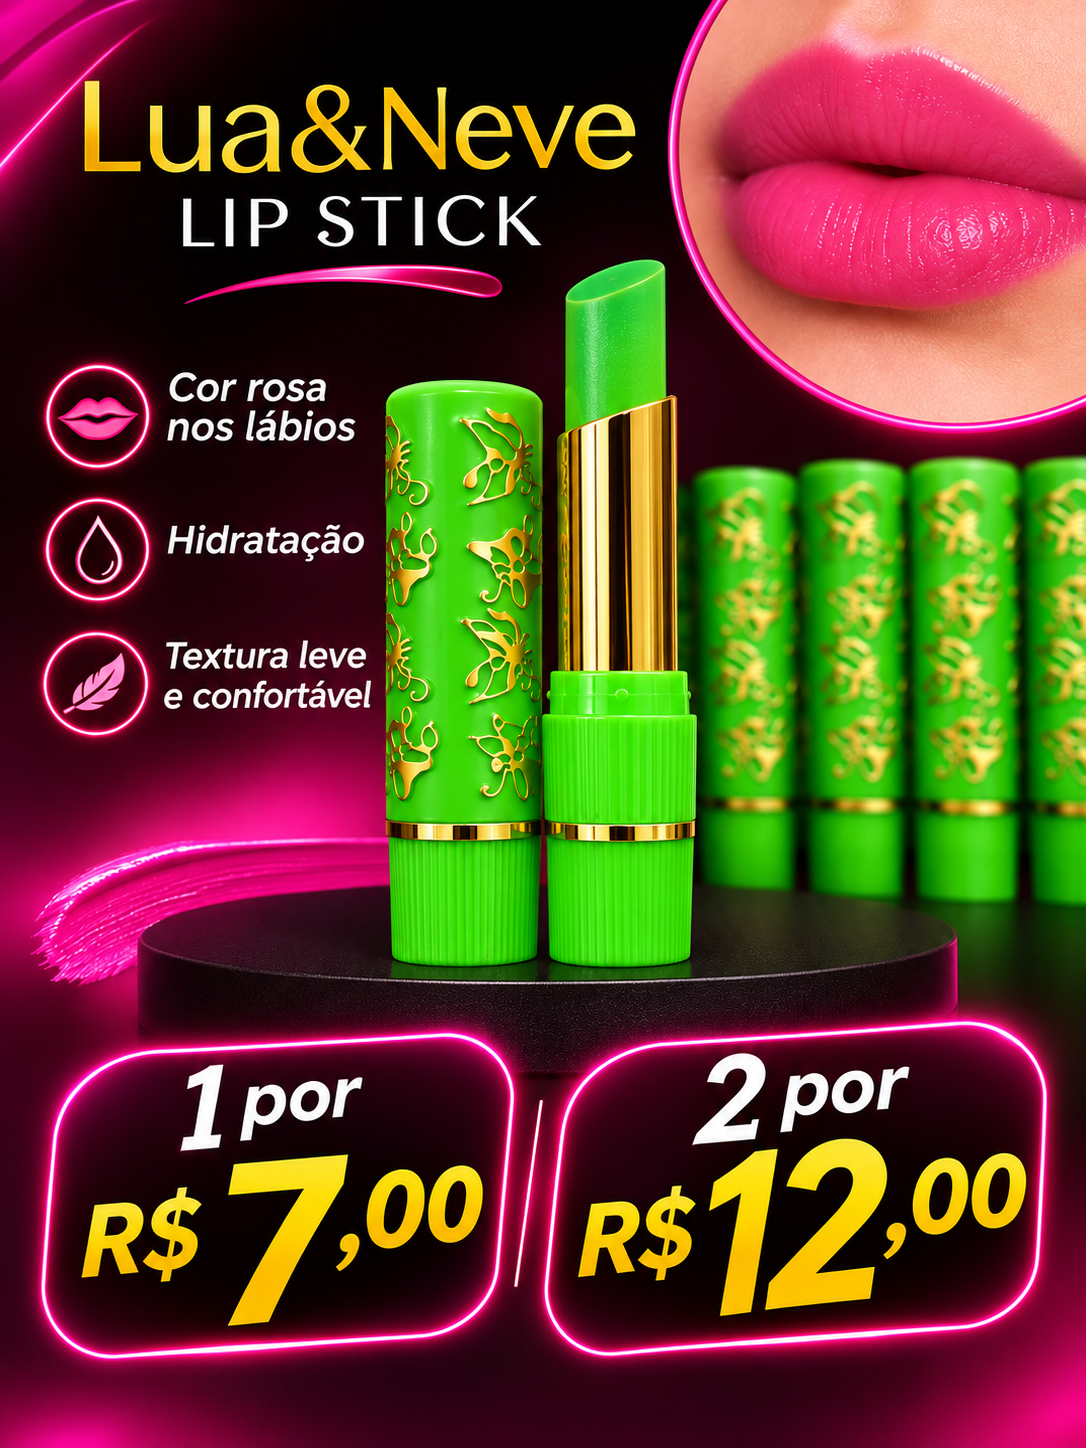 Lua&Neve
LIP STICK
Cor rosa
nos lábios
Hidratação
Textura leve
e confortável
1 por
R$ 7,00
2 por
R$ 12,00